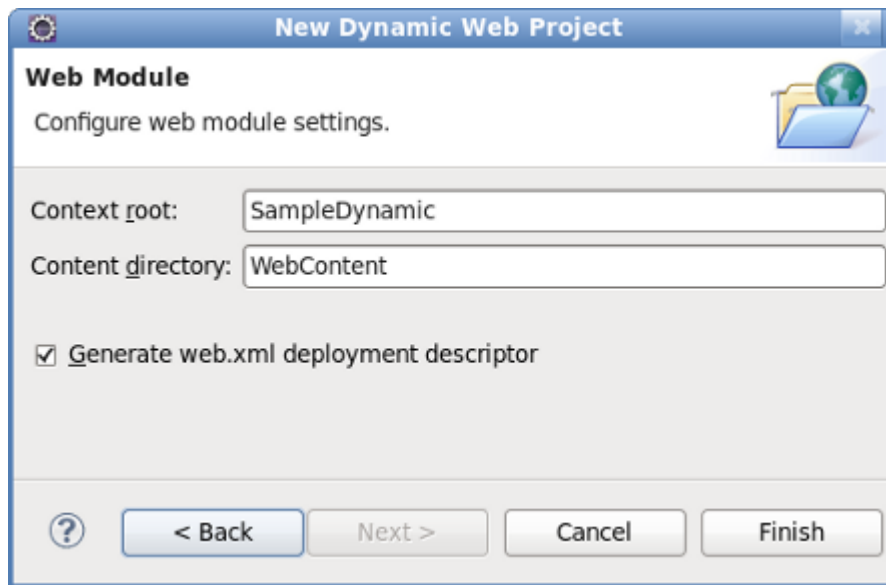 New Dynamic Web Project
Web Module
Configure web module settings.
Context root: SampleDynamic
Content directory: WebContent
Generate web.xml deployment descriptor
? < Back Next > Cancel Finish